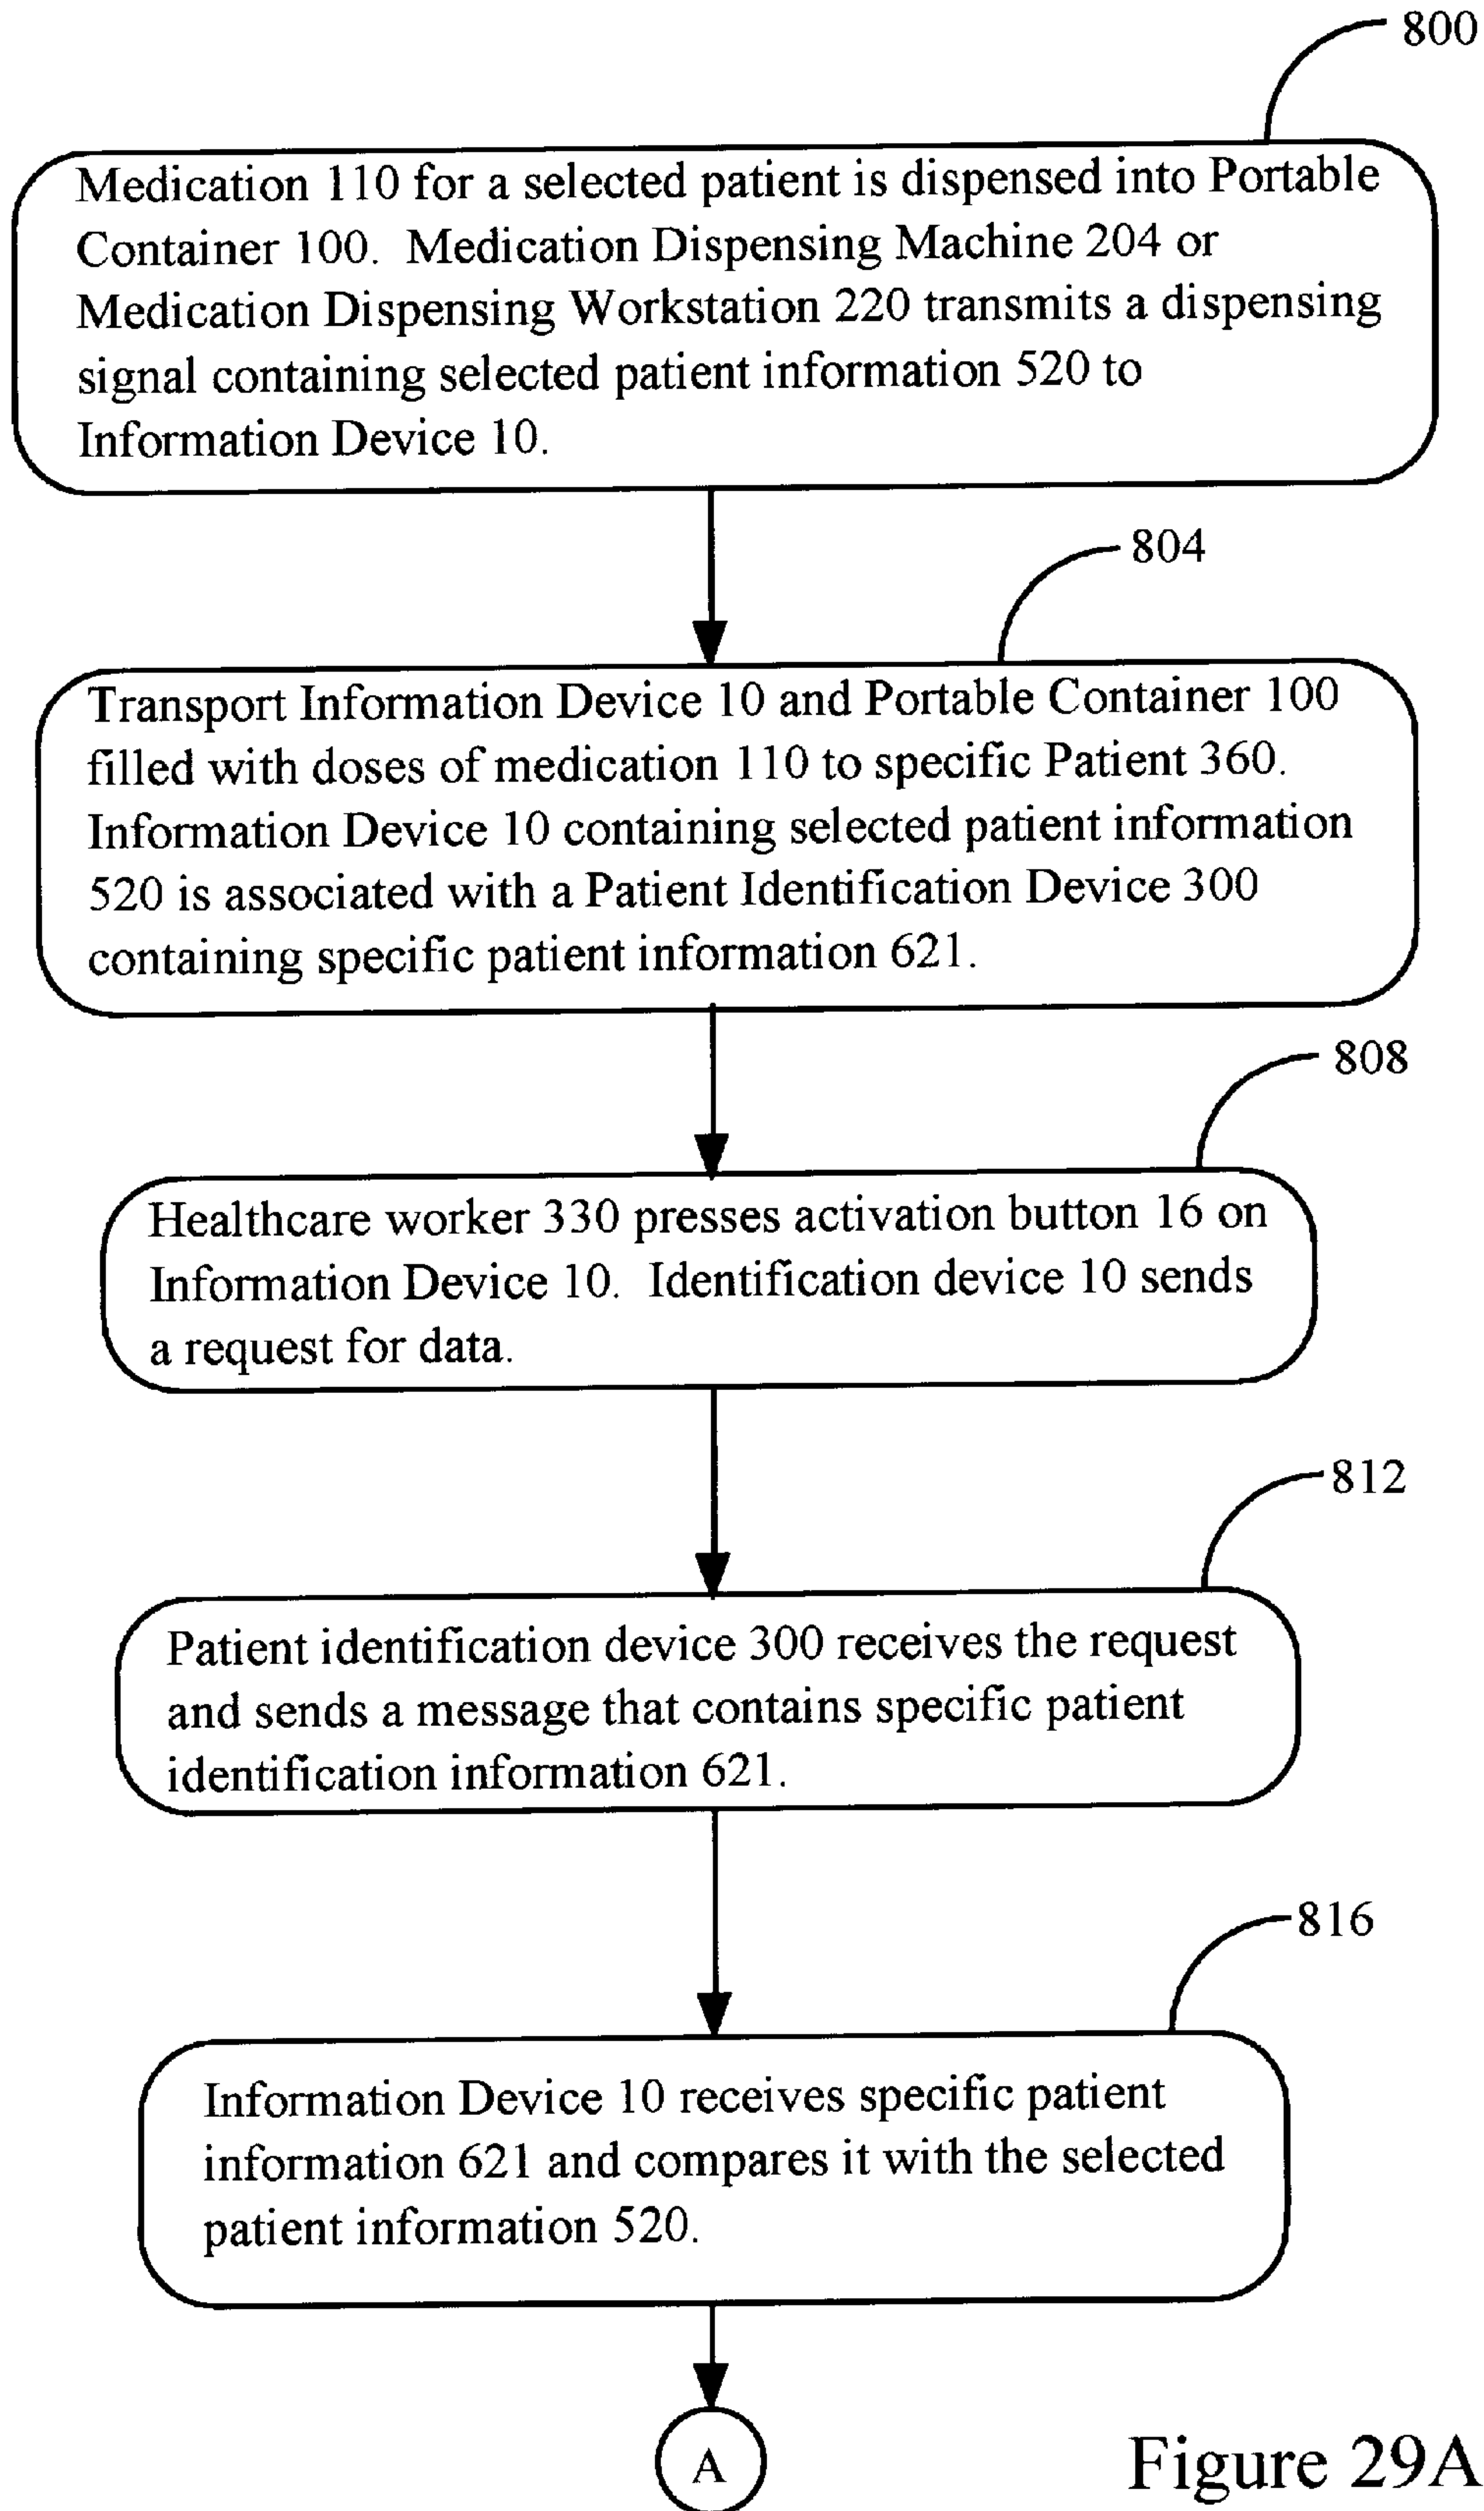 800
Medication 110 for a selected patient is dispensed into Portable
Container 100. Medication Dispensing Machine 204 or
Medication Dispensing Workstation 220 transmits a dispensing
signal containing selected patient information 520 to
Information Device 10.
804
Transport Information Device 10 and Portable Container 100
filled with doses of medication 110 to specific Patient 360.
Information Device 10 containing selected patient information
520 is associated with a Patient Identification Device 300
containing specific patient information 621.
808
Healthcare worker 330 presses activation button 16 on
Information Device 10. Identification device 10 sends
a request for data.
812
Patient identification device 300 receives the request
and sends a message that contains specific patient
identification information 621.
816
Information Device 10 receives specific patient
information 621 and compares it with the selected
patient information 520.
A
Figure 29A